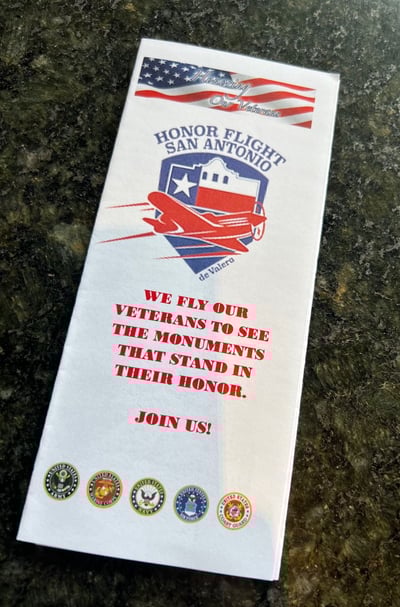 Honoring
Our Veterans
HONOR FLIGHT
SAN ANTONIO
de Valero
WE FLY OUR
VETERANS TO SEE
THE MONUMENTS
THAT STAND IN
THEIR HONOR.
JOIN US!